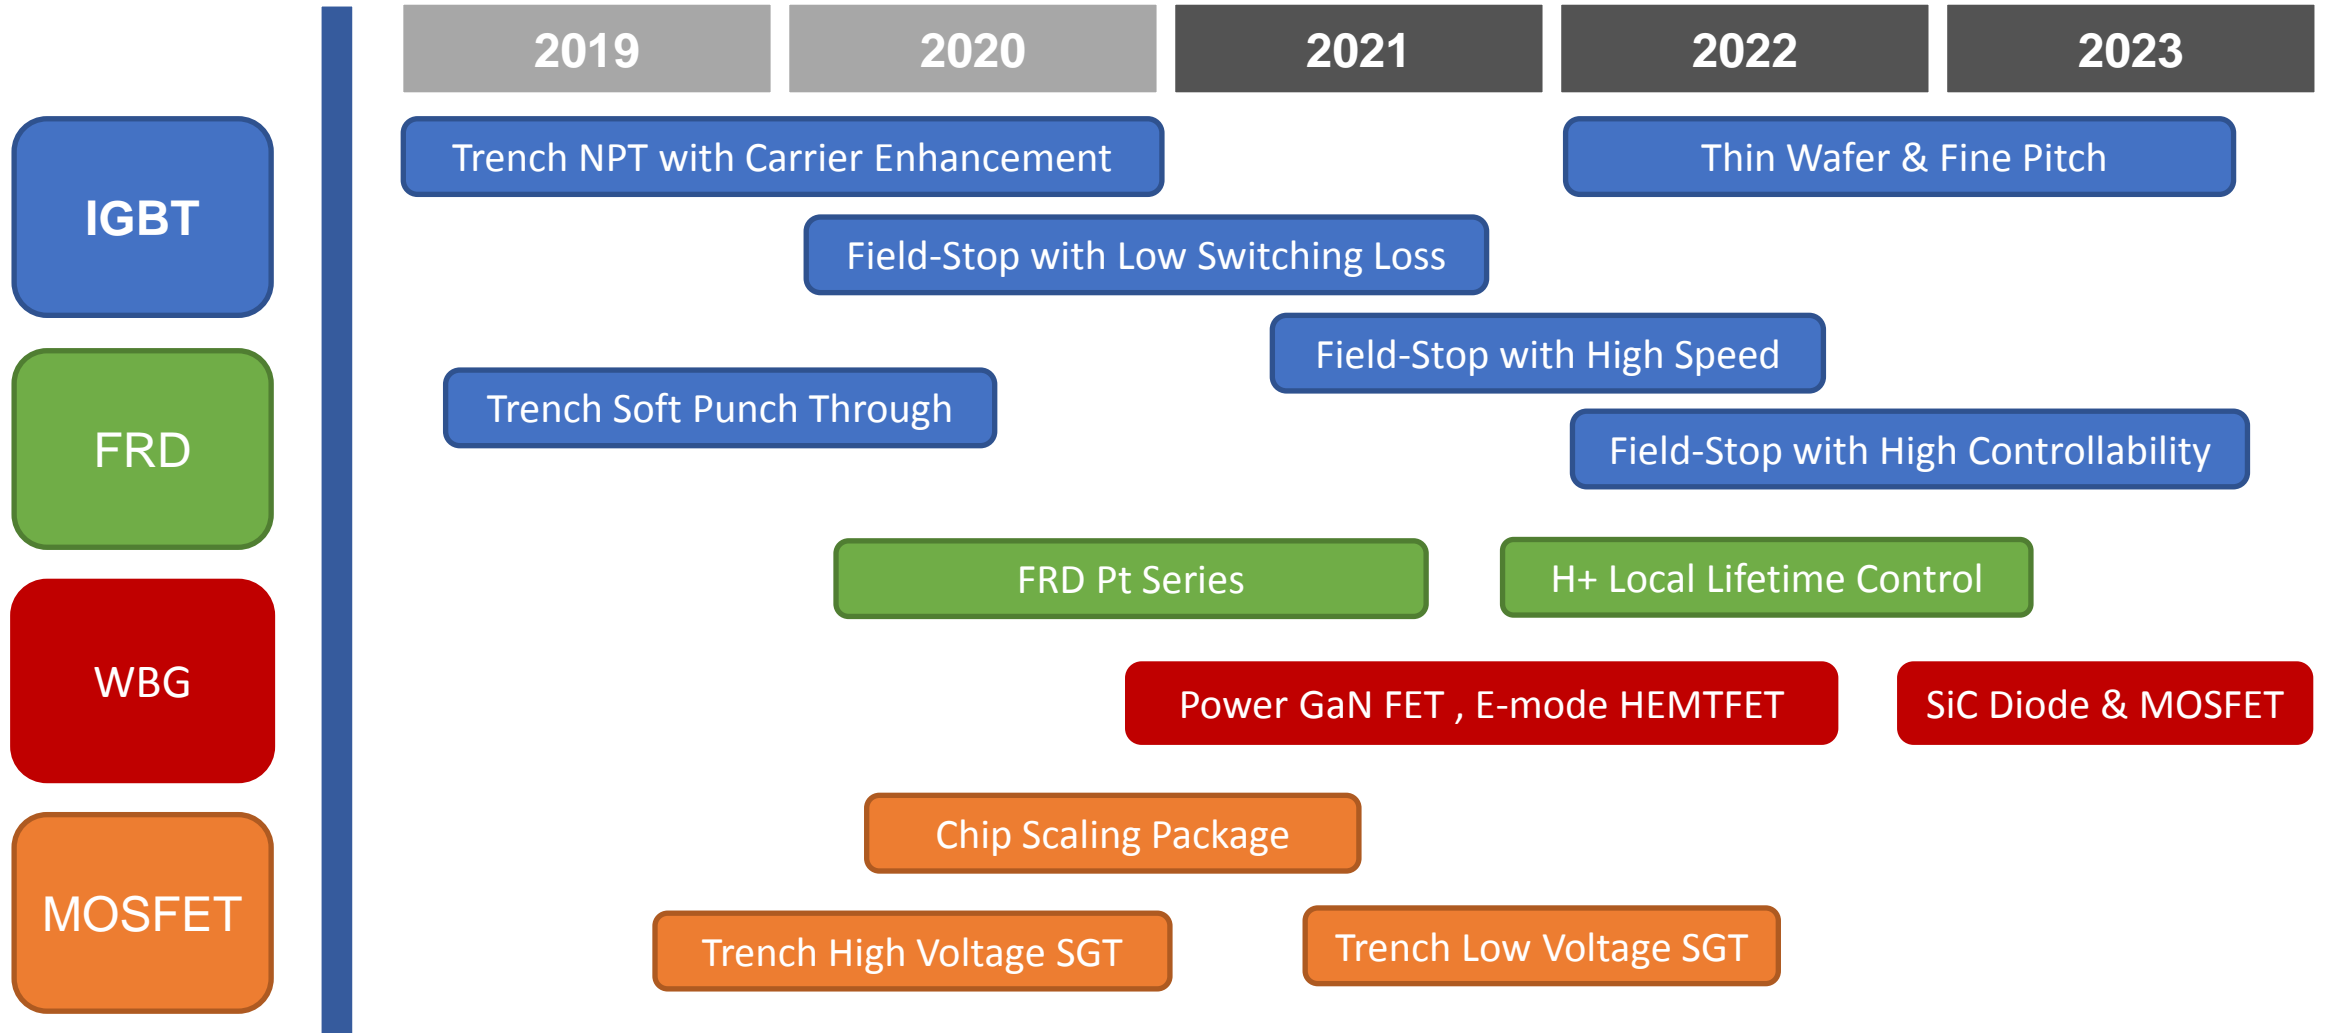 2019
2020
2021
2022
2023
IGBT
Trench NPT with Carrier Enhancement
Thin Wafer & Fine Pitch
Field-Stop with Low Switching Loss
Field-Stop with High Speed
Trench Soft Punch Through
Field-Stop with High Controllability
FRD
FRD Pt Series
H+ Local Lifetime Control
WBG
Power GaN FET , E-mode HEMTFET
SiC Diode & MOSFET
MOSFET
Chip Scaling Package
Trench High Voltage SGT
Trench Low Voltage SGT